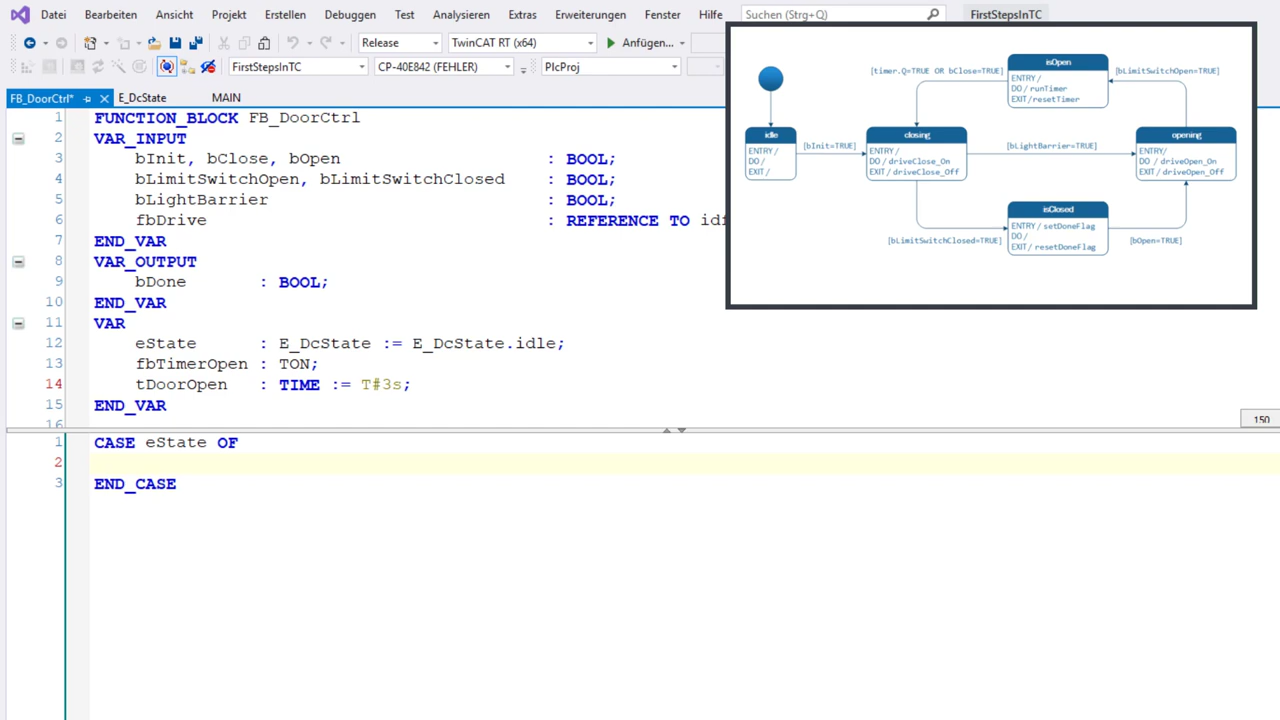 Datei Bearbeiten Ansicht Projekt Erstellen Debuggen Test Analysieren Extras Erweiterungen Fenster Hilfe Suchen (Strg+Q) FirstStepsInTC
Release TwinCAT RT (x64) Anfügen...
FirstStepsInTC CP-40E842 (FEHLER) PlcProj
FB_DoorCtrl* E_DcState MAIN
1 FUNCTION_BLOCK FB_DoorCtrl
2 VAR_INPUT
3 bInit, bClose, bOpen : BOOL;
4 bLimitSwitchOpen, bLimitSwitchClosed : BOOL;
5 bLightBarrier : BOOL;
6 fbDrive : REFERENCE TO
7 END_VAR
8 VAR_OUTPUT
9 bDone : BOOL;
10 END_VAR
11 VAR
12 eState : E_DcState := E_DcState.idle;
13 fbTimerOpen : TON;
14 tDoorOpen : TIME := T#3s;
15 END_VAR
16
150
1 CASE eState OF
2
3 END_CASE
isOpen
ENTRY /
DO / runTimer
EXIT/resetTimer
[timer.Q=TRUE OR bClose=TRUE]
[bLimitSwitchOpen=TRUE]
idle
ENTRY /
DO /
EXIT /
[bInit=TRUE]
closing
ENTRY /
DO / driveClose_On
EXIT / driveClose_Off
[bLightBarrier=TRUE]
opening
ENTRY/
DO / driveOpen_On
EXIT / driveOpen_Off
isClosed
ENTRY / setDoneFlag
DO /
EXIT / resetDoneFlag
[bLimitSwitchClosed=TRUE]
[bOpen=TRUE]